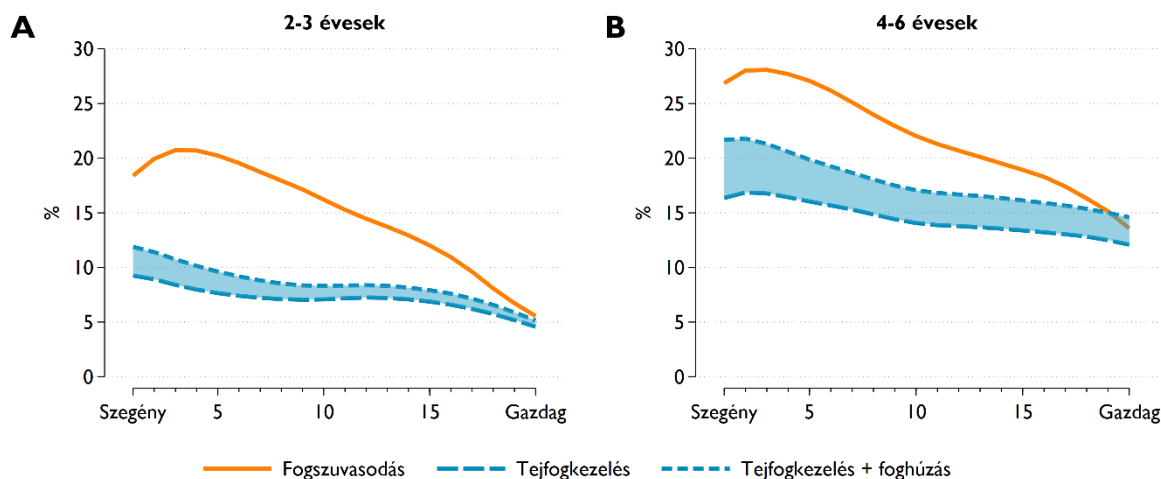 A
2-3 évesek
30
25
20
15
10
5
0
%
Szegény 5 10 15 Gazdag
B
4-6 évesek
30
25
20
15
10
5
0
%
Szegény 5 10 15 Gazdag
Fogszuvasodás Tejfogkezelés Tejfogkezelés + foghúzás